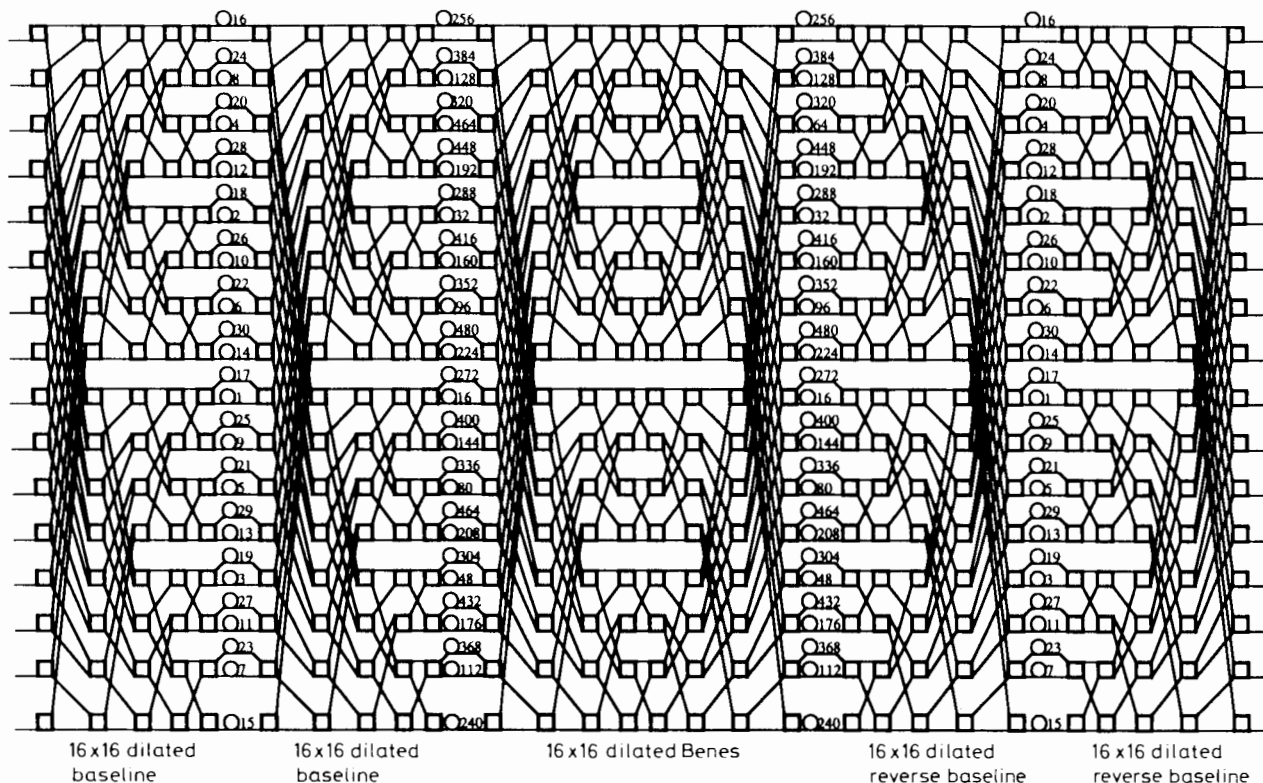 16 256 256 16
24 384 384 24
8 128 128 8
20 320 320 20
4 64 64 4
28 448 448 28
12 192 192 12
18 288 288 18
2 32 32 2
26 416 416 26
10 160 160 10
22 352 352 22
6 96 96 6
30 480 480 30
14 224 224 14
17 272 272 17
1 16 16 1
25 400 400 25
9 144 144 9
21 336 336 21
5 80 80 5
29 464 464 29
13 208 208 13
19 304 304 19
3 48 48 3
27 432 432 27
11 176 176 11
23 368 368 23
7 112 112 7
15 240 240 15
16 x16 dilated
baseline
16 x16 dilated
baseline
16 x16 dilated Benes
16 x16 dilated
reverse baseline
16 x16 dilated
reverse baseline